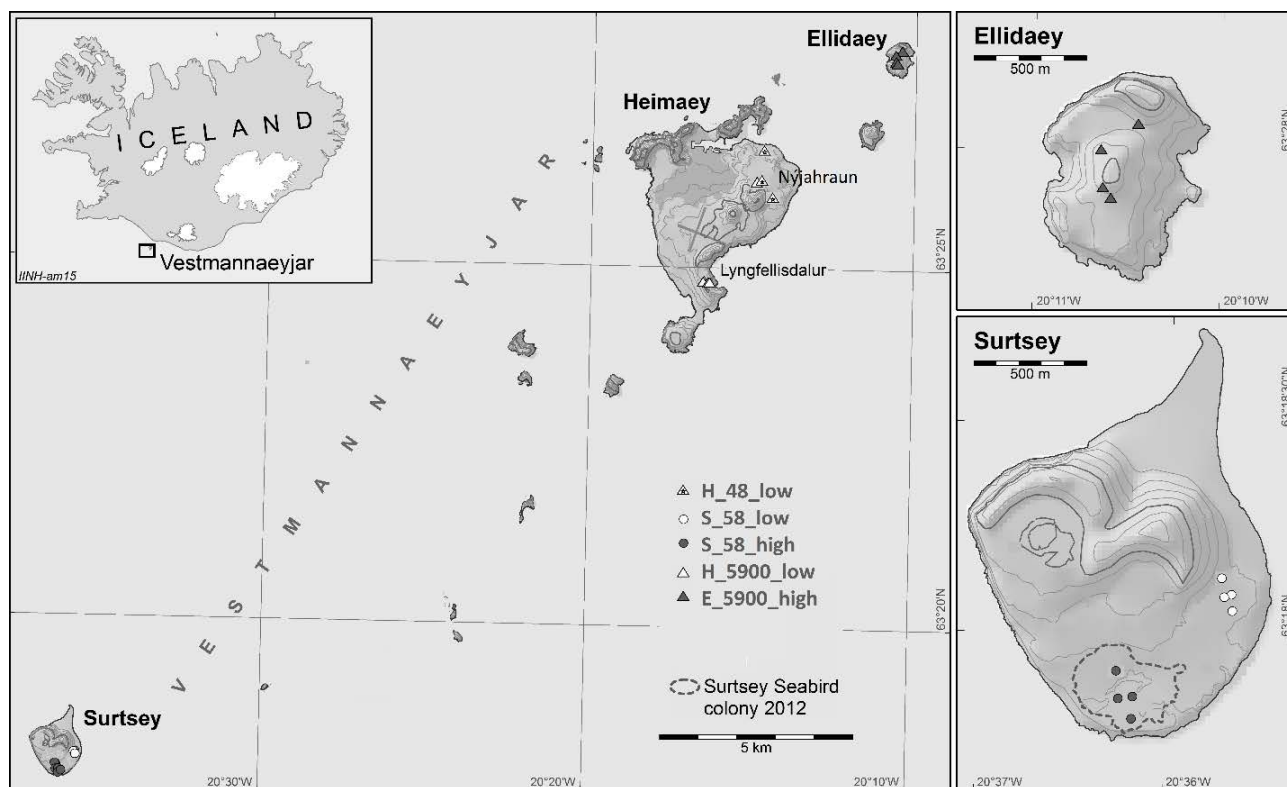 ICELAND
Vestmannaeyjar
IINH-am15
Ellidaey
Heimaey
Nýjahraun
Lyngfellisdalur
VESTMANNAEYJAR
63°25'N
H_48_low
S_58_low
S_58_high
H_5900_low
E_5900_high
63°20'N
Surtsey Seabird
colony 2012
5 km
Surtsey
20°30'W
20°20'W
20°10'W
Ellidaey
500 m
63°28'N
20°11'W
20°10'W
Surtsey
500 m
63°18'30N
63°18'N
20°37'W
20°36'W